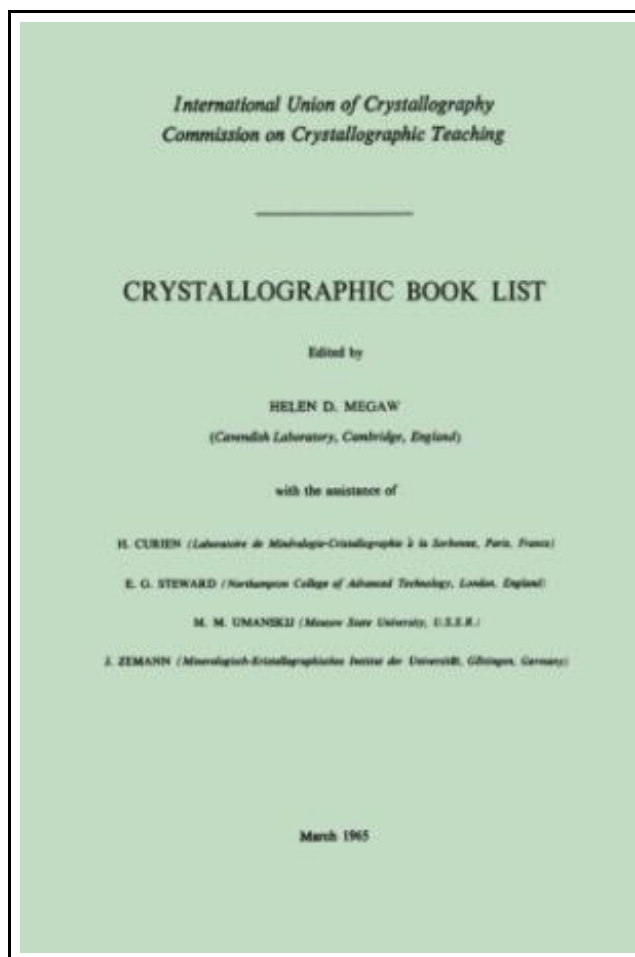 International Union of Crystallography
Commission on Crystallographic Teaching
CRYSTALLOGRAPHIC BOOK LIST
Edited by
HELEN D. MEGAW
(Cavendish Laboratory, Cambridge, England)
with the assistance of
H. CURIEN (Laboratoire de Minéralogie-Cristallographie à la Sorbonne, Paris, France)
E. G. STEWARD (Northampton College of Advanced Technology, London, England)
M. M. UMANSKIJ (Moscow State University, U.S.S.R.)
J. ZEMANN (Mineralogisch-Kristallographisches Institut der Universität, Göttingen, Germany)
March 1965